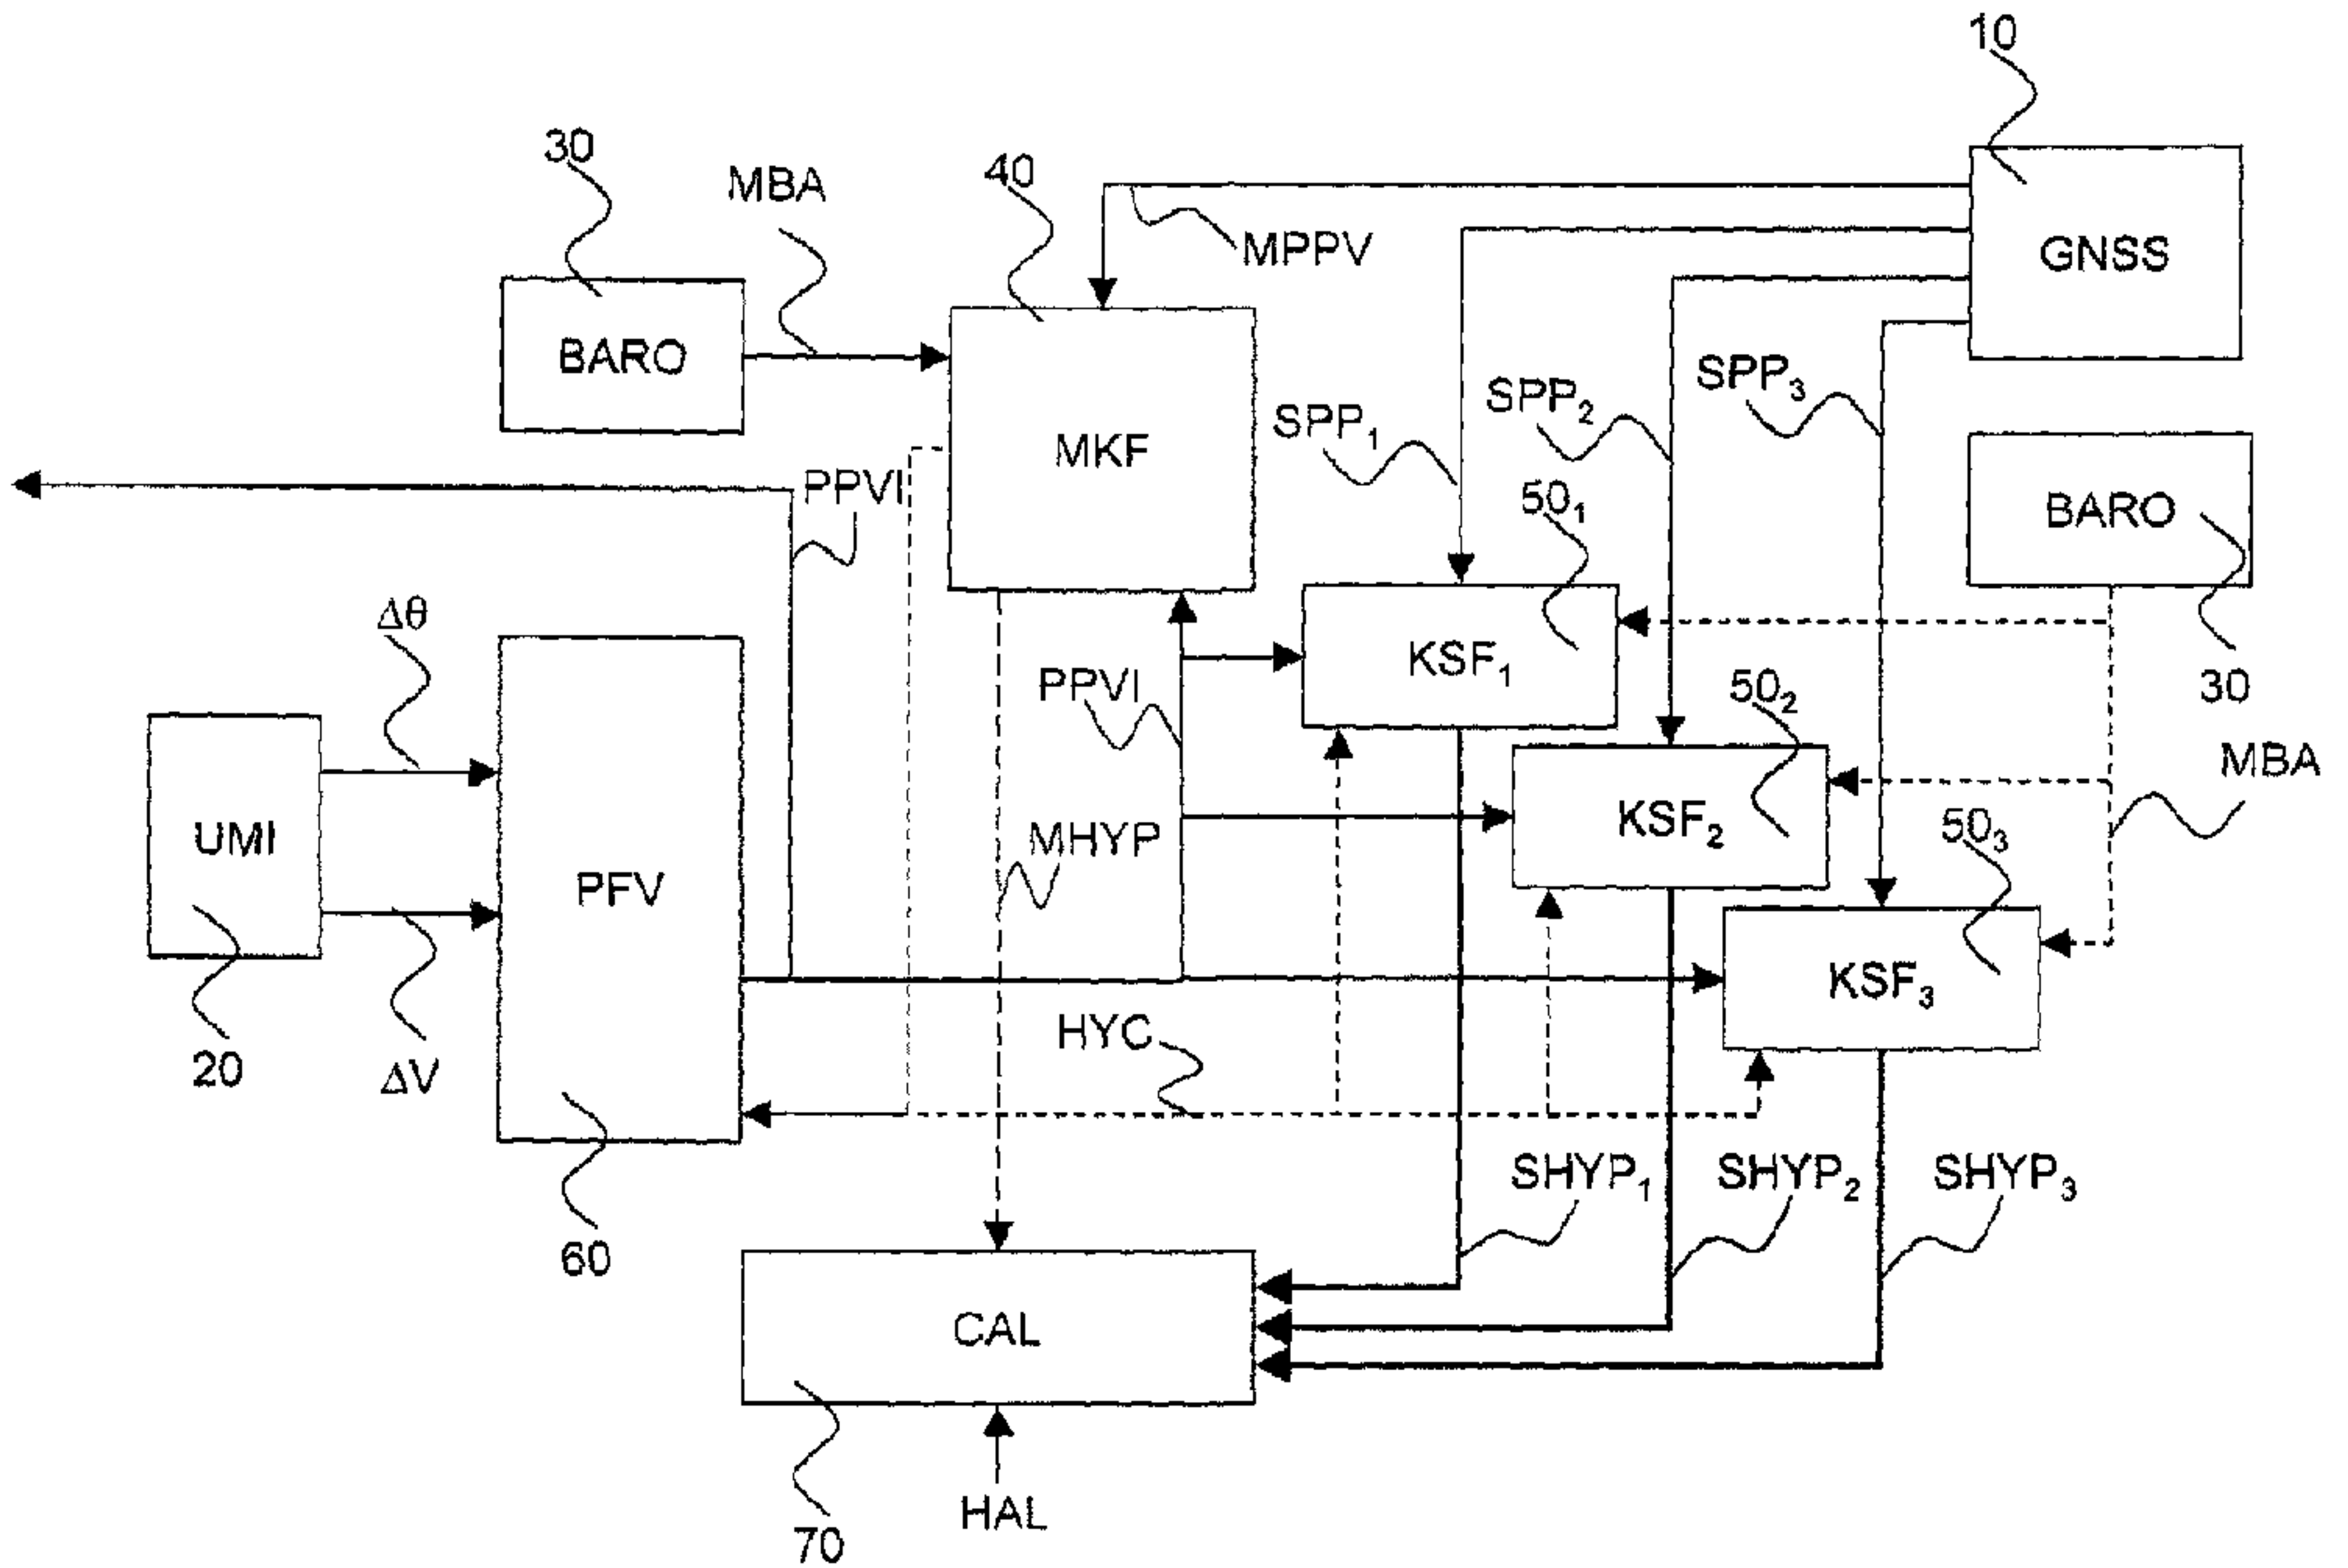 10
30
MBA
40
MPPV
GNSS
BARO
SPP3
SPP2
SPP1
MKF
PPVI
501
BARO
Δθ
KSF1
PPVI
502
30
MBA
UMI
MHYP
KSF2
503
PFV
KSF3
HYC
20
ΔV
SHYP1
SHYP2
SHYP3
60
CAL
HAL
70